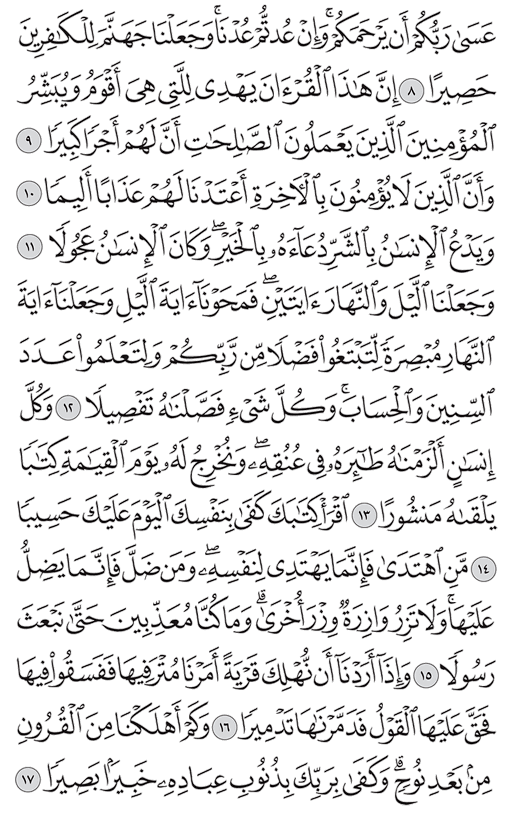 عَسَىٰ رَبُّكُمْ أَن يَرْحَمَكُمْ ۚ وَإِنْ عُدتُّمْ عُدْنَا ۘ وَجَعَلْنَا جَهَنَّمَ لِلْكَٰفِرِينَ
حَصِيرًا ٨ إِنَّ هَٰذَا ٱلْقُرْءَانَ يَهْدِى لِلَّتِى هِىَ أَقْوَمُ وَيُبَشِّرُ
ٱلْمُؤْمِنِينَ ٱلَّذِينَ يَعْمَلُونَ ٱلصَّٰلِحَٰتِ أَنَّ لَهُمْ أَجْرًا كَبِيرًا ٩
وَأَنَّ ٱلَّذِينَ لَا يُؤْمِنُونَ بِٱلْءَاخِرَةِ أَعْتَدْنَا لَهُمْ عَذَابًا أَلِيمًا ١٠
وَيَدْعُ ٱلْإِنسَٰنُ بِٱلشَّرِّ دُعَآءَهُۥ بِٱلْخَيْرِ ۖ وَكَانَ ٱلْإِنسَٰنُ عَجُولًا ١١
وَجَعَلْنَا ٱلَّيْلَ وَٱلنَّهَارَ ءَايَتَيْنِ ۖ فَمَحَوْنَآ ءَايَةَ ٱلَّيْلِ وَجَعَلْنَآ ءَايَةَ
ٱلنَّهَارِ مُبْصِرَةً لِّتَبْتَغُوا۟ فَضْلًا مِّن رَّبِّكُمْ وَلِتَعْلَمُوا۟ عَدَدَ
ٱلسِّنِينَ وَٱلْحِسَابَ ۚ وَكُلَّ شَىْءٍ فَصَّلْنَٰهُ تَفْصِيلًا ١٢ وَكُلَّ
إِنسَٰنٍ أَلْزَمْنَٰهُ طَٰٓئِرَهُۥ فِى عُنُقِهِۦ ۖ وَنُخْرِجُ لَهُۥ يَوْمَ ٱلْقِيَٰمَةِ كِتَٰبًا
يَلْقَىٰهُ مَنشُورًا ١٣ ٱقْرَأْ كِتَٰبَكَ كَفَىٰ بِنَفْسِكَ ٱلْيَوْمَ عَلَيْكَ حَسِيبًا
١٤ مَّنِ ٱهْتَدَىٰ فَإِنَّمَا يَهْتَدِى لِنَفْسِهِۦ ۖ وَمَن ضَلَّ فَإِنَّمَا يَضِلُّ
عَلَيْهَا ۚ وَلَا تَزِرُ وَازِرَةٌ وِزْرَ أُخْرَىٰ ۗ وَمَا كُنَّا مُعَذِّبِينَ حَتَّىٰ نَبْعَثَ
رَسُولًا ١٥ وَإِذَآ أَرَدْنَآ أَن نُّهْلِكَ قَرْيَةً أَمَرْنَا مُتْرَفِيهَا فَفَسَقُوا۟ فِيهَا
فَحَقَّ عَلَيْهَا ٱلْقَوْلُ فَدَمَّرْنَٰهَا تَدْمِيرًا ١٦ وَكَمْ أَهْلَكْنَا مِنَ ٱلْقُرُونِ
مِنۢ بَعْدِ نُوحٍ ۗ وَكَفَىٰ بِرَبِّكَ بِذُنُوبِ عِبَادِهِۦ خَبِيرًۢا بَصِيرًا ١٧